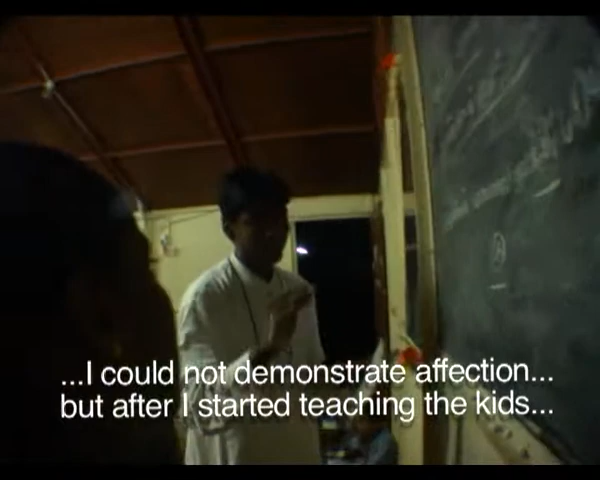 ...I could not demonstrate affection...
but after I started teaching the kids...